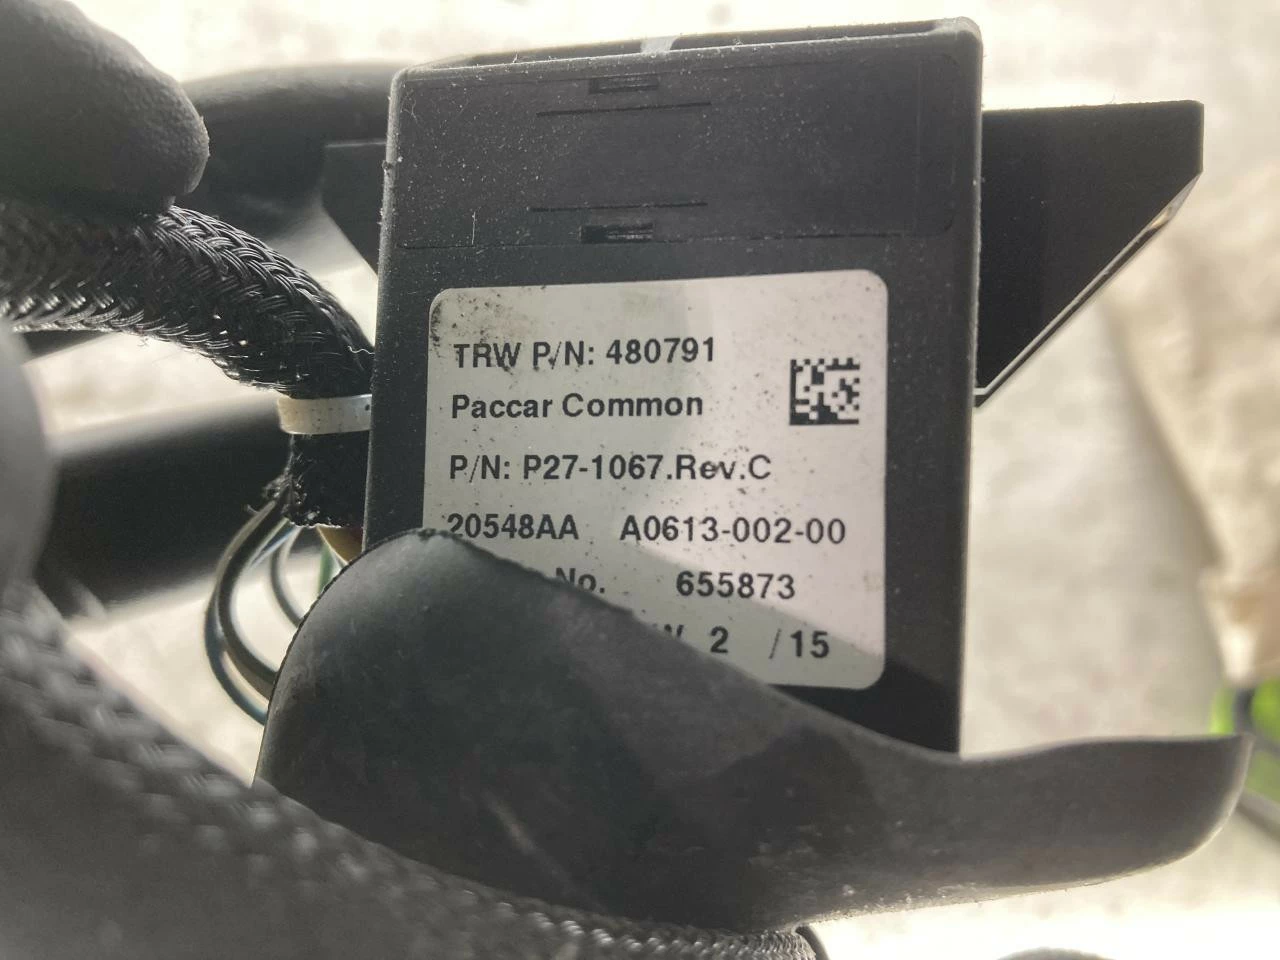 TRW P/N: 480791
Paccar Common
P/N: P27-1067.Rev.C
20548AA A0613-002-00
No. 655873
2 /15